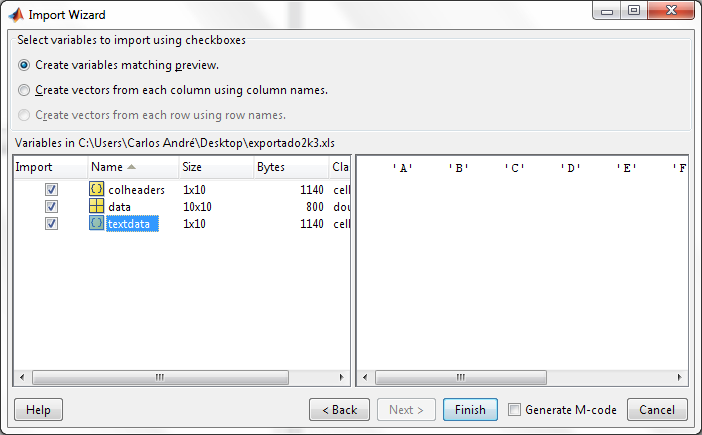 Import Wizard
Select variables to import using checkboxes
Create variables matching preview.
Create vectors from each column using column names.
Create vectors from each row using row names.
Variables in C:\Users\Carlos André\Desktop\exportado2k3.xls
Import Name Size Bytes Cla
colheaders 1x10 1140 cell
data 10x10 800 dou
textdata 1x10 1140 cell
'A' 'B' 'C' 'D' 'E' 'F
Help < Back Next > Finish Generate M-code Cancel